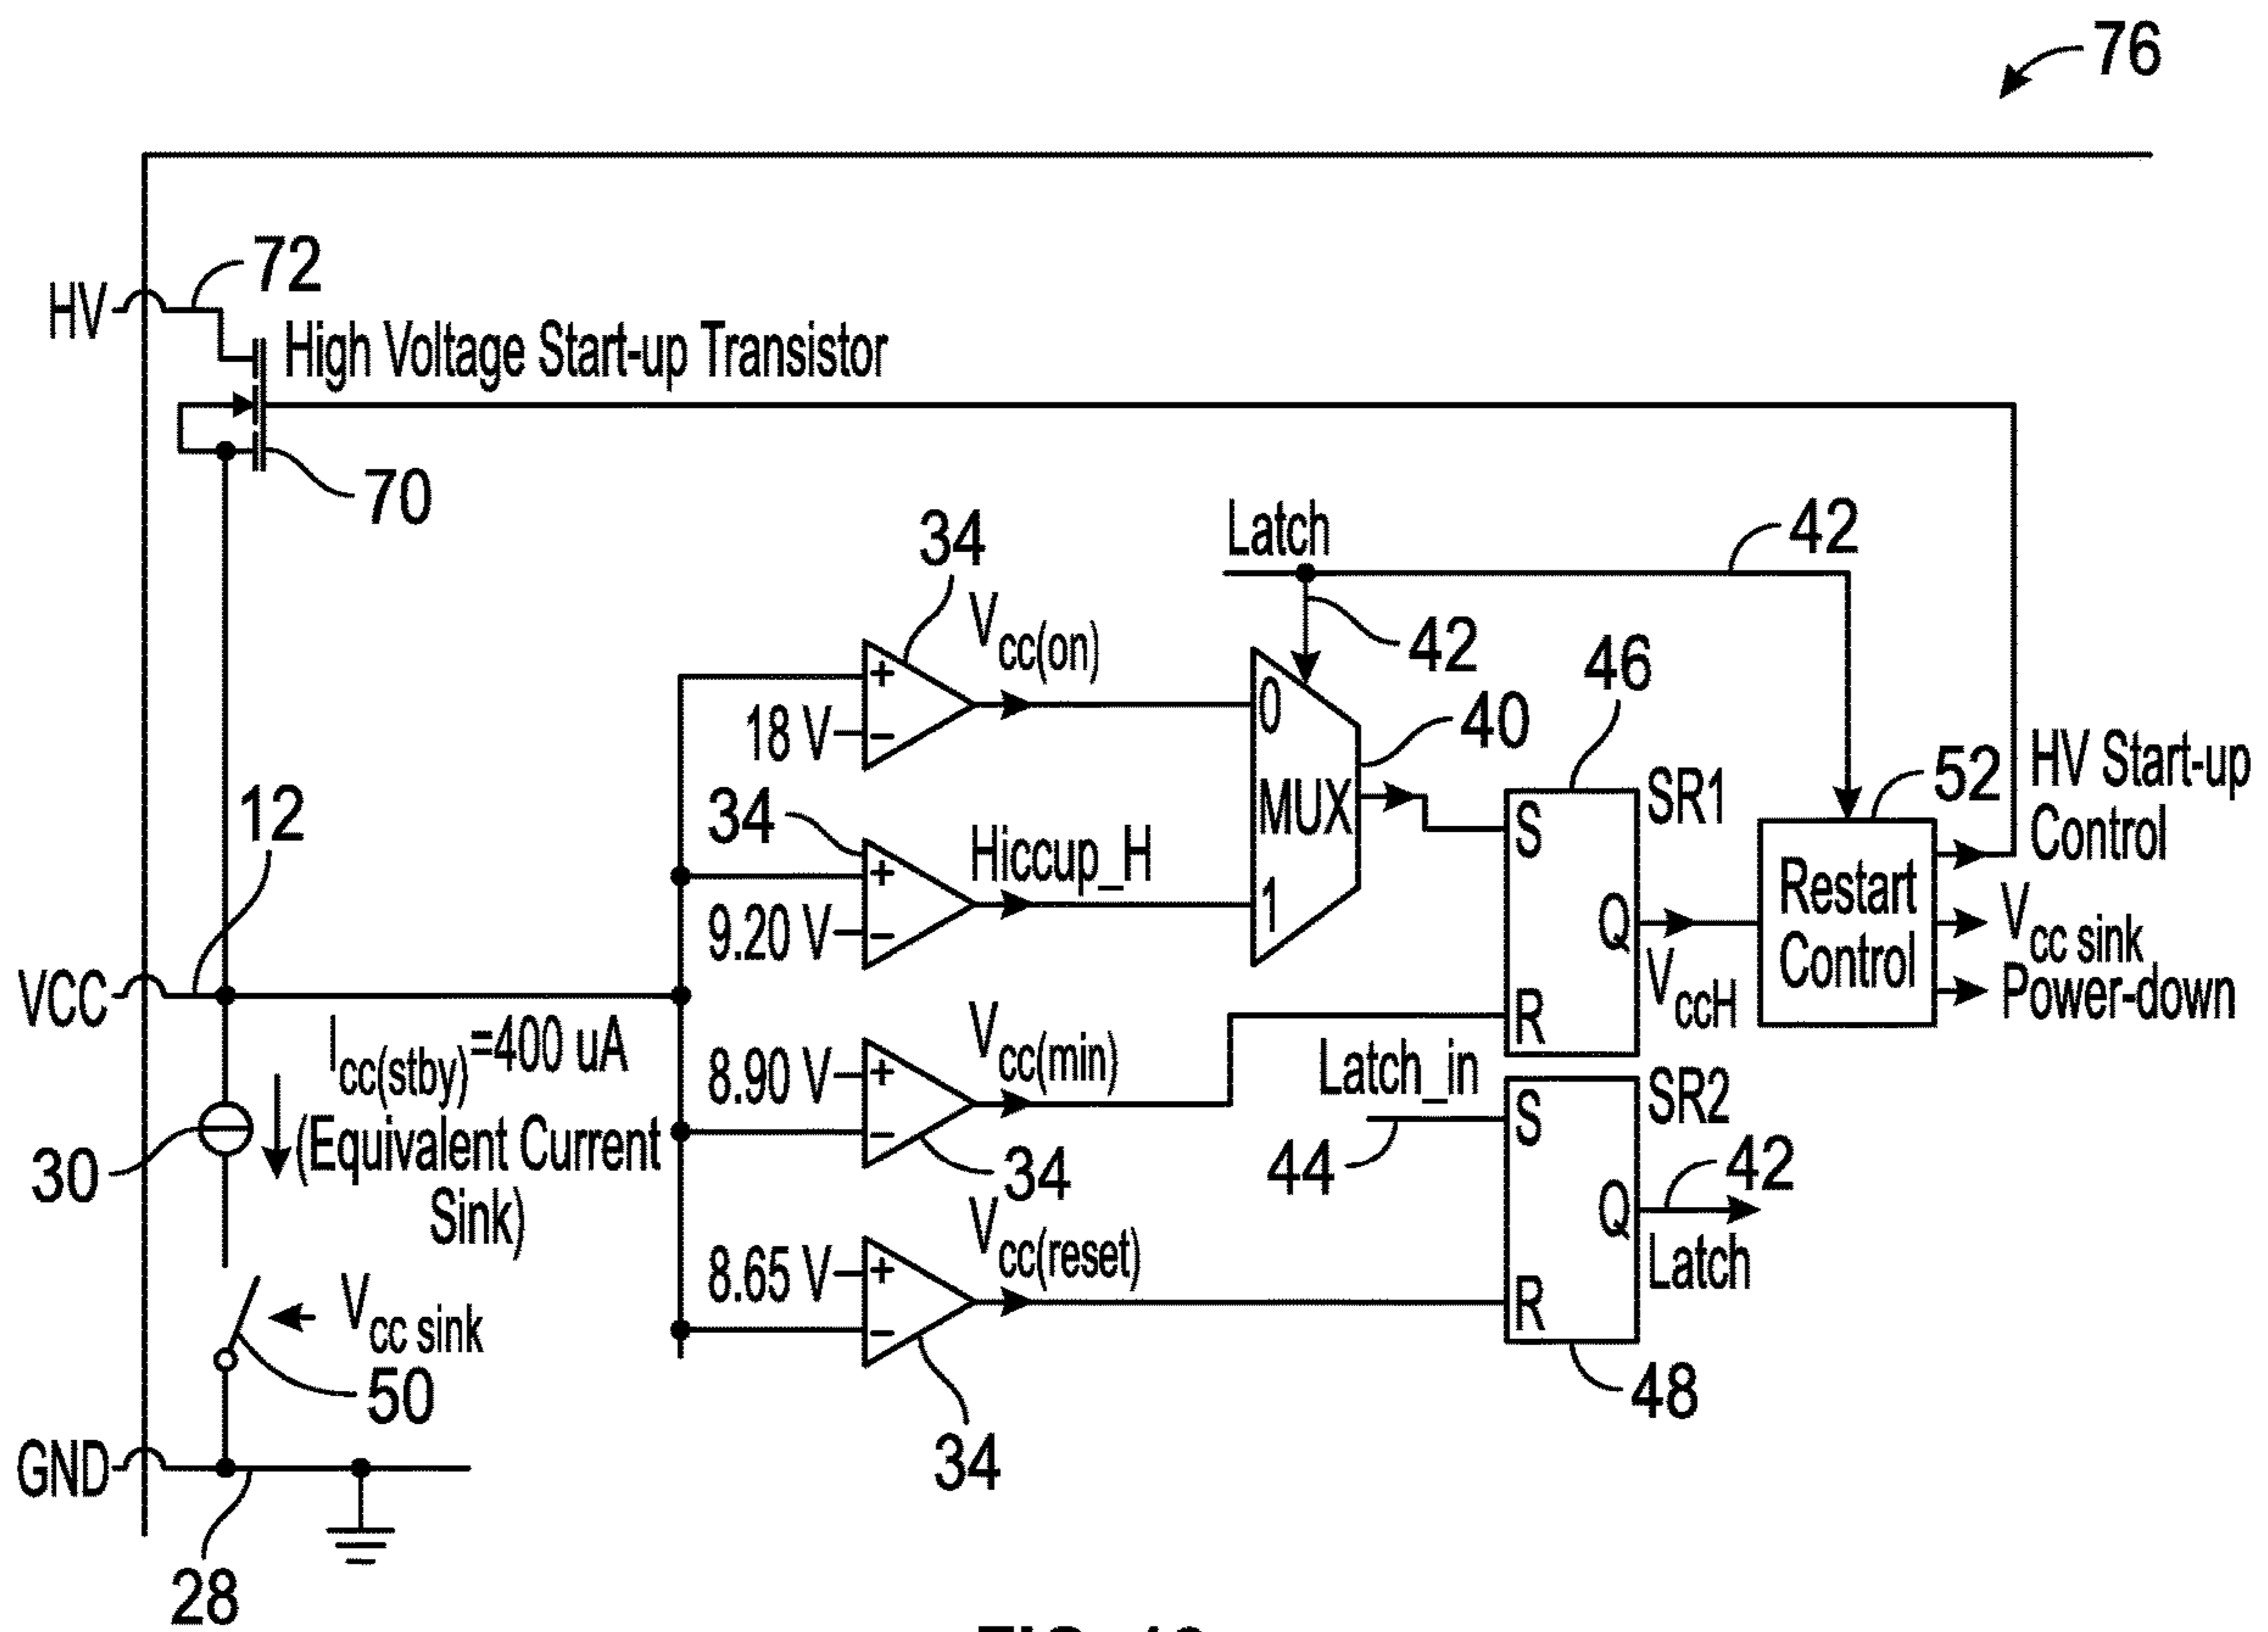 76
72
HV
High Voltage Start-up Transistor
70
34
Vcc(on)
Latch
42
42
+
18 V
−
0
46
40
12
34
Hiccup_H
MUX
SR1
52
HV Start-up
Control
+
9.20 V
−
1
S
Q
R
VccH
Restart
Control
Vcc sink
Power-down
VCC
Icc(stby)=400 uA
(Equivalent Current
Sink)
30
8.90 V
+
−
Vcc(min)
34
Latch_in
44
S
SR2
42
Q
Latch
R
48
8.65 V
+
−
Vcc(reset)
34
Vcc sink
50
GND
28